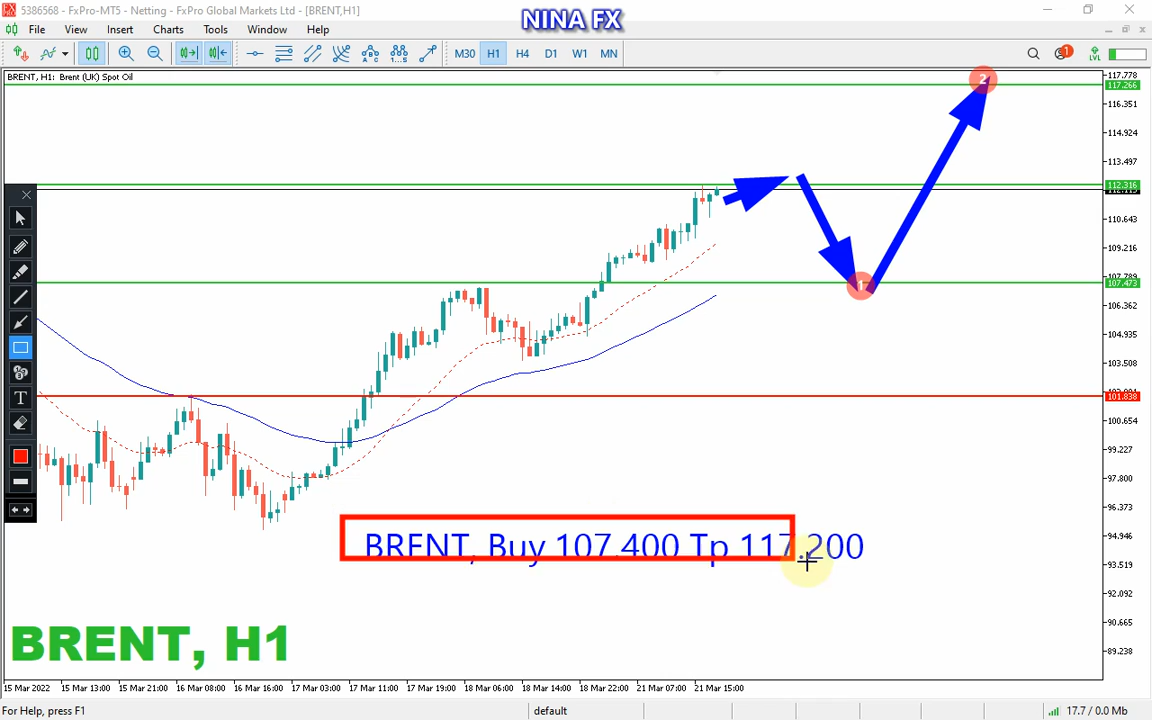 5386568 - FxPro-MT5 - Netting - FxPro Global Markets Ltd - [BRENT,H1]
NINA FX
File View Insert Charts Tools Window Help
M30 H1 H4 D1 W1 MN
1
LVL
BRENT, H1: Brent (UK) Spot Oil
117.778
117.266
2
116.351
114.924
113.497
112.316
110.643
109.216
107.789
107.473
1
106.362
104.935
103.508
101.838
100.654
99.227
97.800
96.373
94.946
93.519
92.092
90.665
89.238
T
BRENT, Buy 107.400 Tp 117.200
BRENT, H1
15 Mar 2022 15 Mar 13:00 15 Mar 21:00 16 Mar 08:00 16 Mar 16:00 17 Mar 03:00 17 Mar 11:00 17 Mar 19:00 18 Mar 06:00 18 Mar 14:00 18 Mar 22:00 21 Mar 07:00 21 Mar 15:00
For Help, press F1 default 17.7 / 0.0 Mb